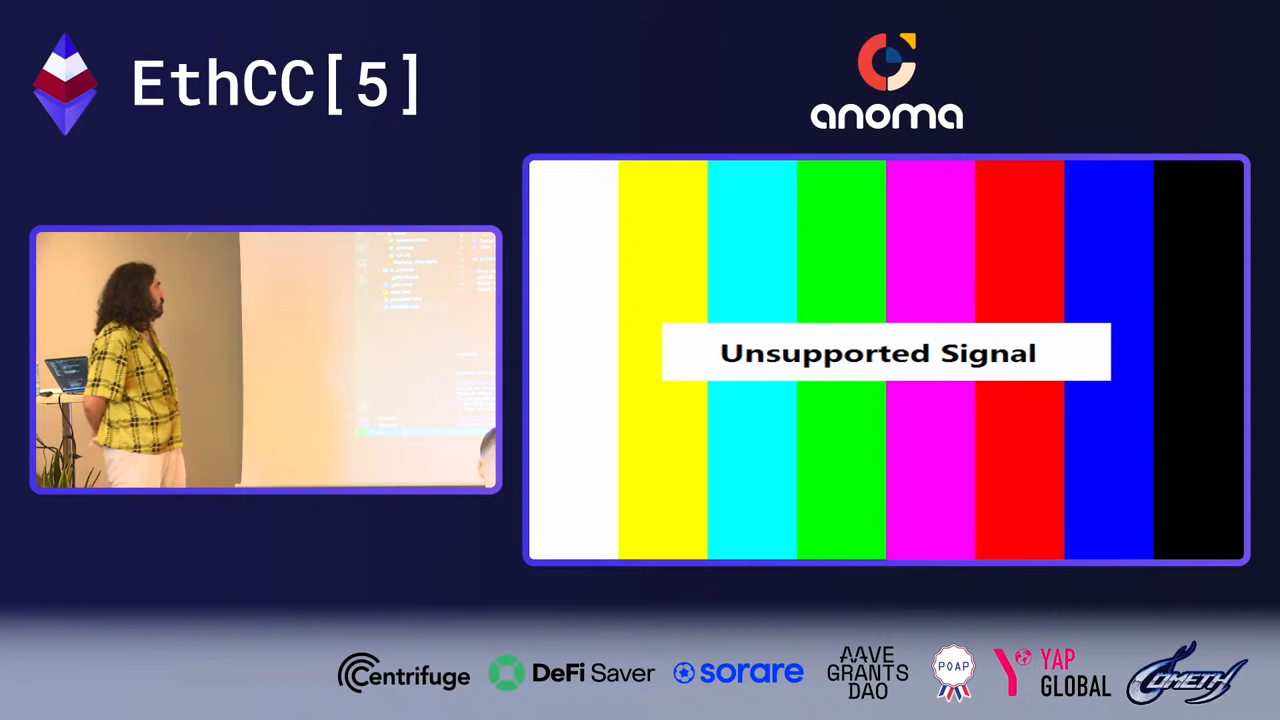 EthCC[5]
anoma
Unsupported Signal
Centrifuge
DeFi Saver
sorare
AAVE
GRANTS
DAO
POAP
YAP
GLOBAL
COMETH